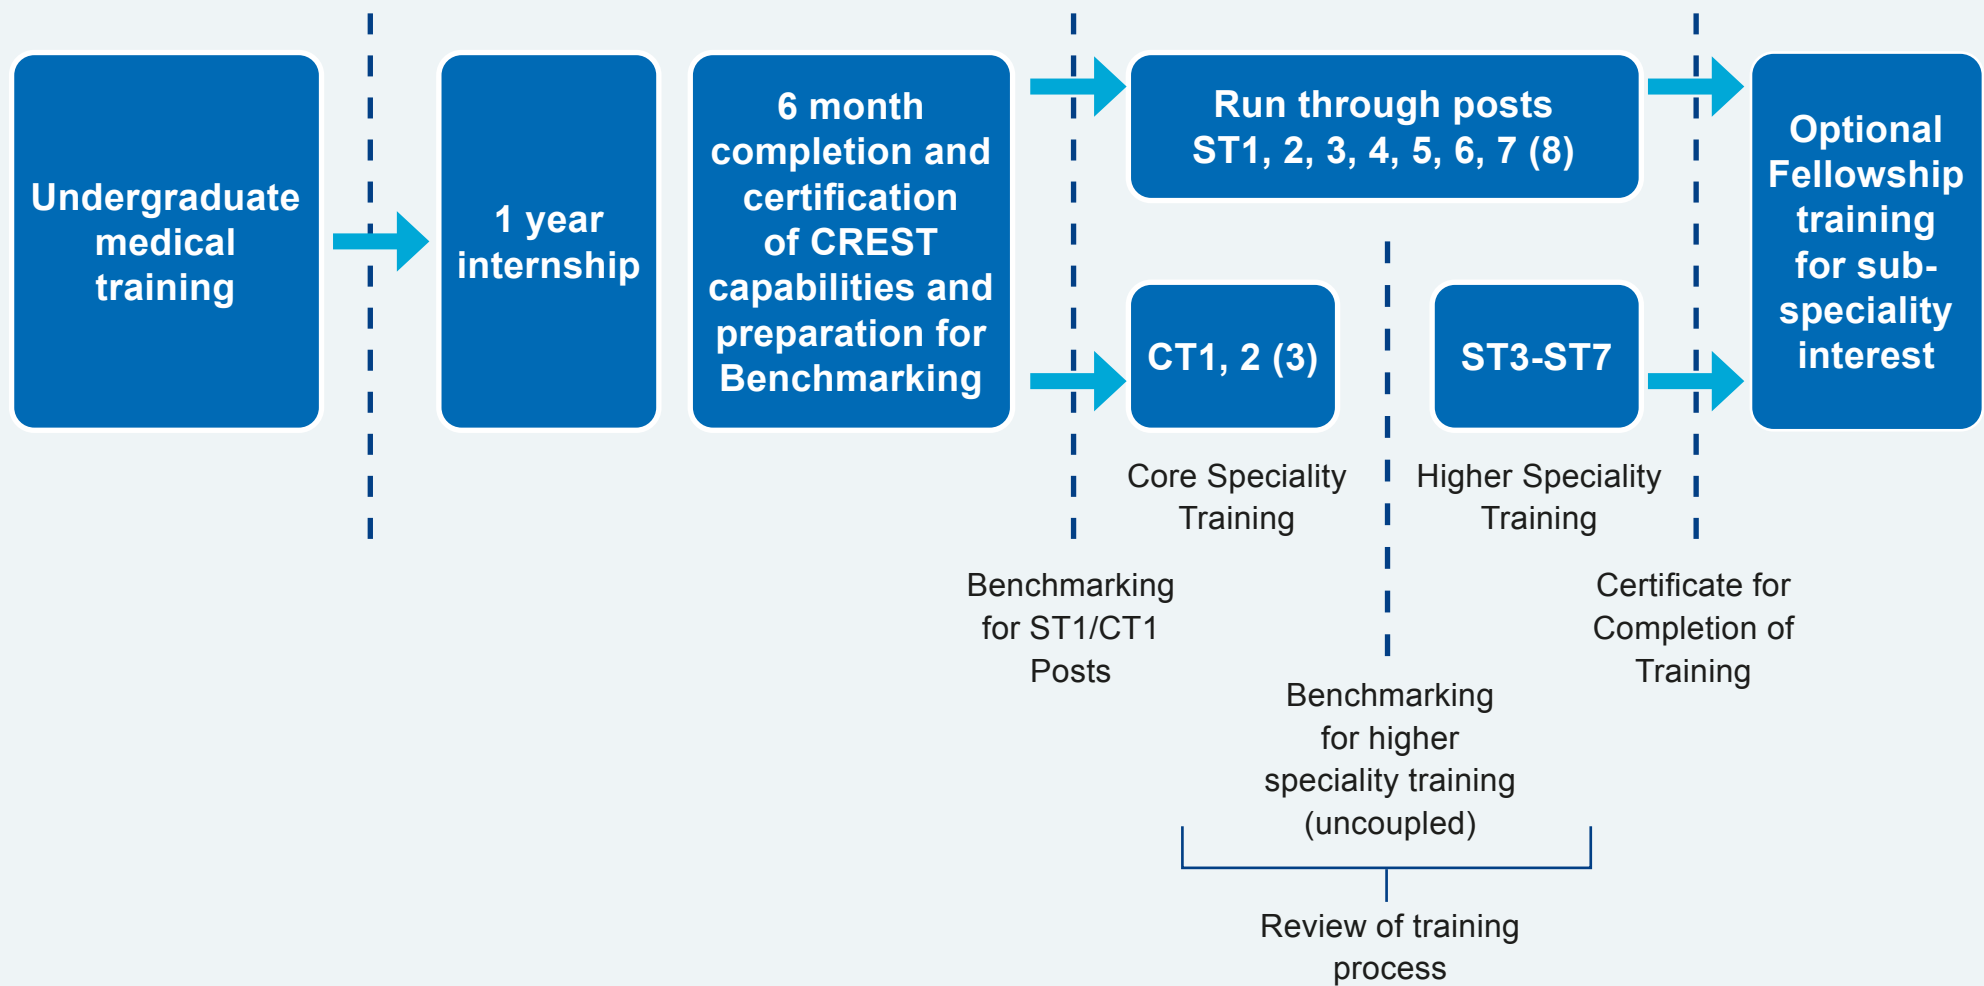 Undergraduate
medical
training
1 year
internship
6 month
completion and
certification
of CREST
capabilities and
preparation for
Benchmarking
Run through posts
ST1, 2, 3, 4, 5, 6, 7 (8)
CT1, 2 (3)
ST3-ST7
Optional
Fellowship
training
for sub-
speciality
interest
Core Speciality
Training
Higher Speciality
Training
Benchmarking
for ST1/CT1
Posts
Benchmarking
for higher
speciality training
(uncoupled)
Certificate for
Completion of
Training
Review of training
process